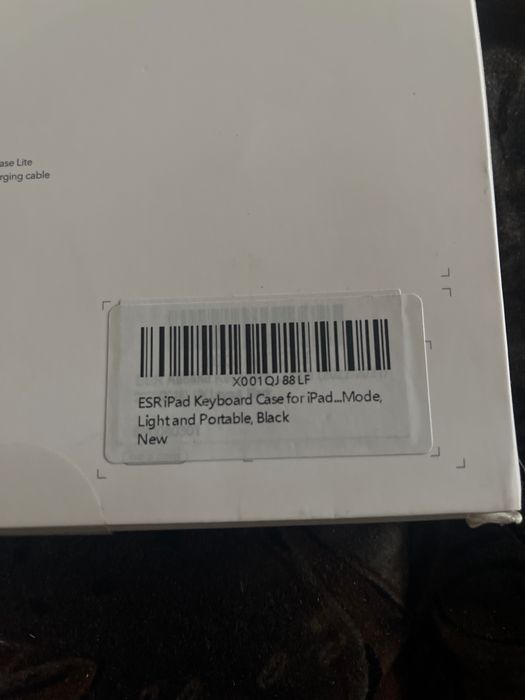 ase Lite
rging cable
X001QJ88LF
ESR iPad Keyboard Case for iPad...Mode,
Light and Portable, Black
New